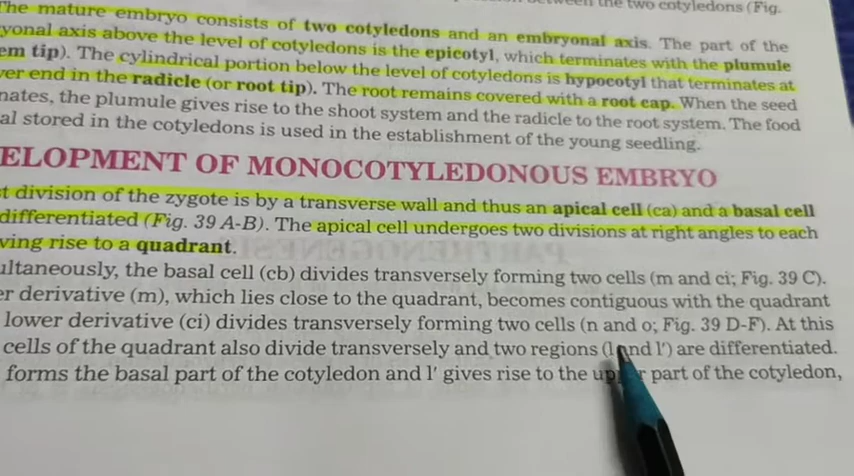 The mature embryo consists of two cotyledons and an embryonal axis. The part of the
the two cotyledons (Fig.
yonal axis above the level of cotyledons is the epicotyl, which terminates with the plumule
em tip). The cylindrical portion below the level of cotyledons is hypocotyl that terminates at
ver end in the radicle (or root tip). The root remains covered with a root cap. When the seed
nates, the plumule gives rise to the shoot system and the radicle to the root system. The food
al stored in the cotyledons is used in the establishment of the young seedling.
ELOPMENT OF MONOCOTYLEDONOUS EMBRYO
t division of the zygote is by a transverse wall and thus an apical cell (ca) and a basal cell
differentiated (Fig. 39 A-B). The apical cell undergoes two divisions at right angles to each
ving rise to a quadrant.
ultaneously, the basal cell (cb) divides transversely forming two cells (m and ci; Fig. 39 C).
er derivative (m), which lies close to the quadrant, becomes contiguous with the quadrant
lower derivative (ci) divides transversely forming two cells (n and o; Fig. 39 D-F). At this
cells of the quadrant also divide transversely and two regions (l and l') are differentiated.
forms the basal part of the cotyledon and l' gives rise to the upper part of the cotyledon,